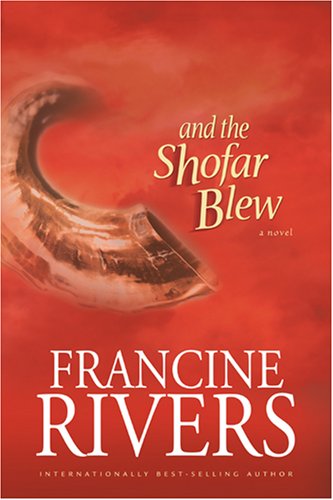 and the
Shofar
Blew
a novel
FRANCINE
RIVERS
INTERNATIONALLY BEST-SELLING AUTHOR